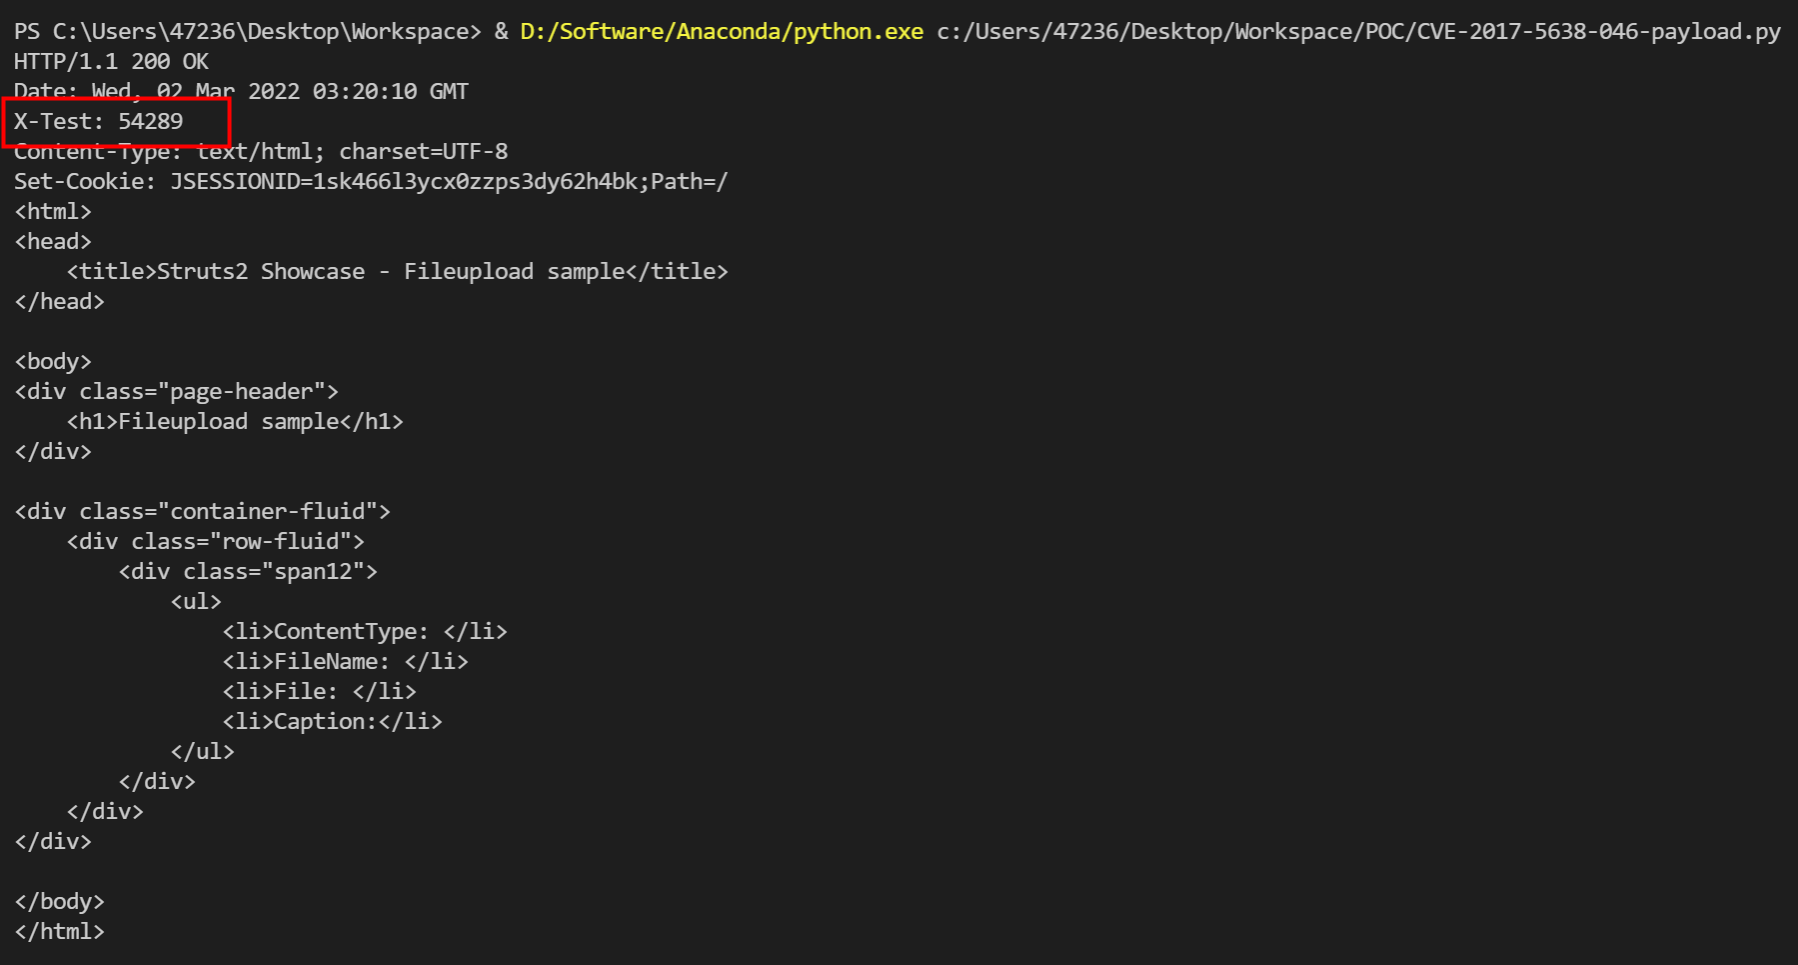 PS C:\Users\47236\Desktop\Workspace> & D:/Software/Anaconda/python.exe c:/Users/47236/Desktop/Workspace/POC/CVE-2017-5638-046-payload.py
HTTP/1.1 200 OK
Date: Wed, 02 Mar 2022 03:20:10 GMT
X-Test: 54289
Content-Type: text/html; charset=UTF-8
Set-Cookie: JSESSIONID=1sk466l3ycx0zzps3dy62h4bk;Path=/
<html>
<head>
    <title>Struts2 Showcase - Fileupload sample</title>
</head>

<body>
<div class="page-header">
    <h1>Fileupload sample</h1>
</div>

<div class="container-fluid">
    <div class="row-fluid">
        <div class="span12">
            <ul>
                <li>ContentType: </li>
                <li>FileName: </li>
                <li>File: </li>
                <li>Caption:</li>
            </ul>
        </div>
    </div>
</div>

</body>
</html>